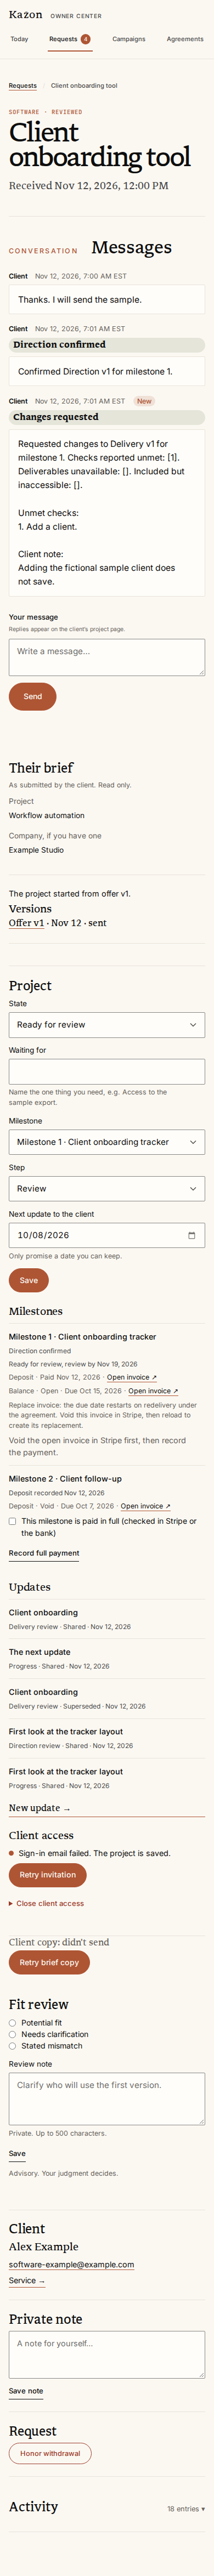 Kazon OWNER CENTER
Today Requests 4 Campaigns Agreements
Requests Client onboarding tool
SOFTWARE · REVIEWED
Client
onboarding tool
Received Nov 12, 2026, 12:00 PM
CONVERSATION Messages
Client Nov 12, 2026, 7:00 AM EST
Thanks. I will send the sample.
Client Nov 12, 2026, 7:01 AM EST
Direction confirmed
Confirmed Direction v1 for milestone 1.
Client Nov 12, 2026, 7:01 AM EST New
Changes requested
Requested changes to Delivery v1 for
milestone 1. Checks reported unmet: [1].
Deliverables unavailable: []. Included but
inaccessible: [].
Unmet checks:
1. Add a client.
Client note:
Adding the fictional sample client does
not save.
Your message
Replies appear on the client's project page.
Write a message...
Send
Their brief
As submitted by the client. Read only.
Project
Workflow automation
Company, if you have one
Example Studio
The project started from offer v1.
Versions
Offer v1 · Nov 12 · sent
Project
State
Ready for review
Waiting for
Name the one thing you need, e.g. Access to the
sample export.
Milestone
Milestone 1 · Client onboarding tracker
Step
Review
Next update to the client
10/08/2026
Only promise a date you can keep.
Save
Milestones
Milestone 1 · Client onboarding tracker
Direction confirmed
Ready for review, review by Nov 19, 2026
Deposit · Paid Nov 12, 2026 · Open invoice ↗
Balance · Open · Due Oct 15, 2026 · Open invoice ↗
Replace invoice: the due date restarts on redelivery under
the agreement. Void this invoice in Stripe, then reload to
create its replacement.
Void the open invoice in Stripe first, then record
the payment.
Milestone 2 · Client follow-up
Deposit recorded Nov 12, 2026
Deposit · Void · Due Oct 7, 2026 · Open invoice ↗
This milestone is paid in full (checked in Stripe or
the bank)
Record full payment
Updates
Client onboarding
Delivery review · Shared · Nov 12, 2026
The next update
Progress · Shared · Nov 12, 2026
Client onboarding
Delivery review · Superseded · Nov 12, 2026
First look at the tracker layout
Direction review · Shared · Nov 12, 2026
First look at the tracker layout
Progress · Shared · Nov 12, 2026
New update →
Client access
Sign-in email failed. The project is saved.
Retry invitation
▶ Close client access
Client copy: didn't send
Retry brief copy
Fit review
Potential fit
Needs clarification
Stated mismatch
Review note
Clarify who will use the first version.
Private. Up to 500 characters.
Save
Advisory. Your judgment decides.
Client
Alex Example
software-example@example.com
Service →
Private note
A note for yourself...
Save note
Request
Honor withdrawal
Activity 18 entries ▾